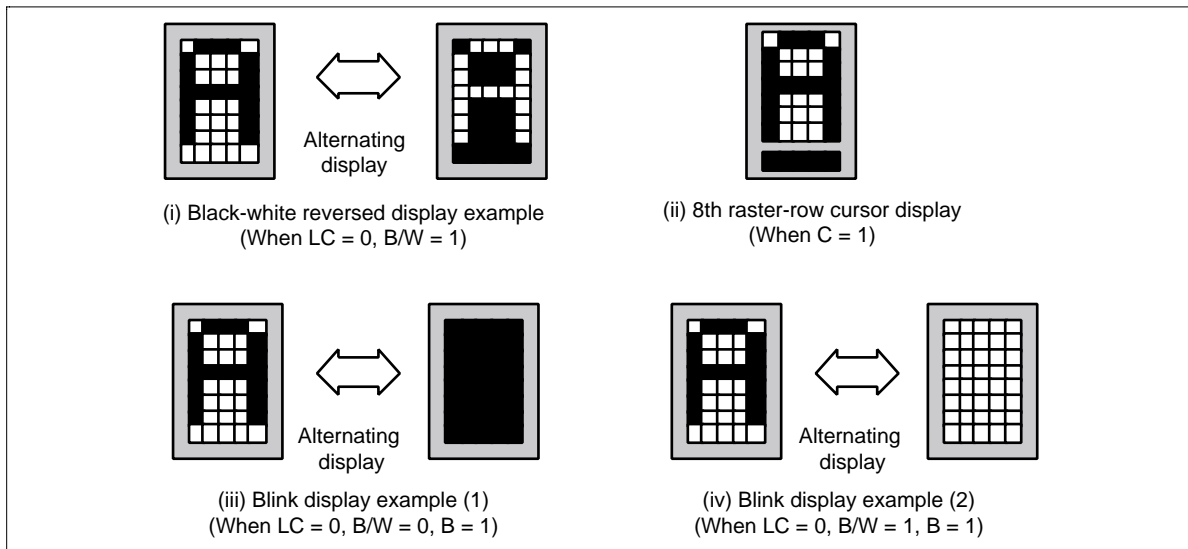 Alternating
display
(i) Black-white reversed display example
(When LC = 0, B/W = 1)
(ii) 8th raster-row cursor display
(When C = 1)
Alternating
display
(iii) Blink display example (1)
(When LC = 0, B/W = 0, B = 1)
Alternating
display
(iv) Blink display example (2)
(When LC = 0, B/W = 1, B = 1)